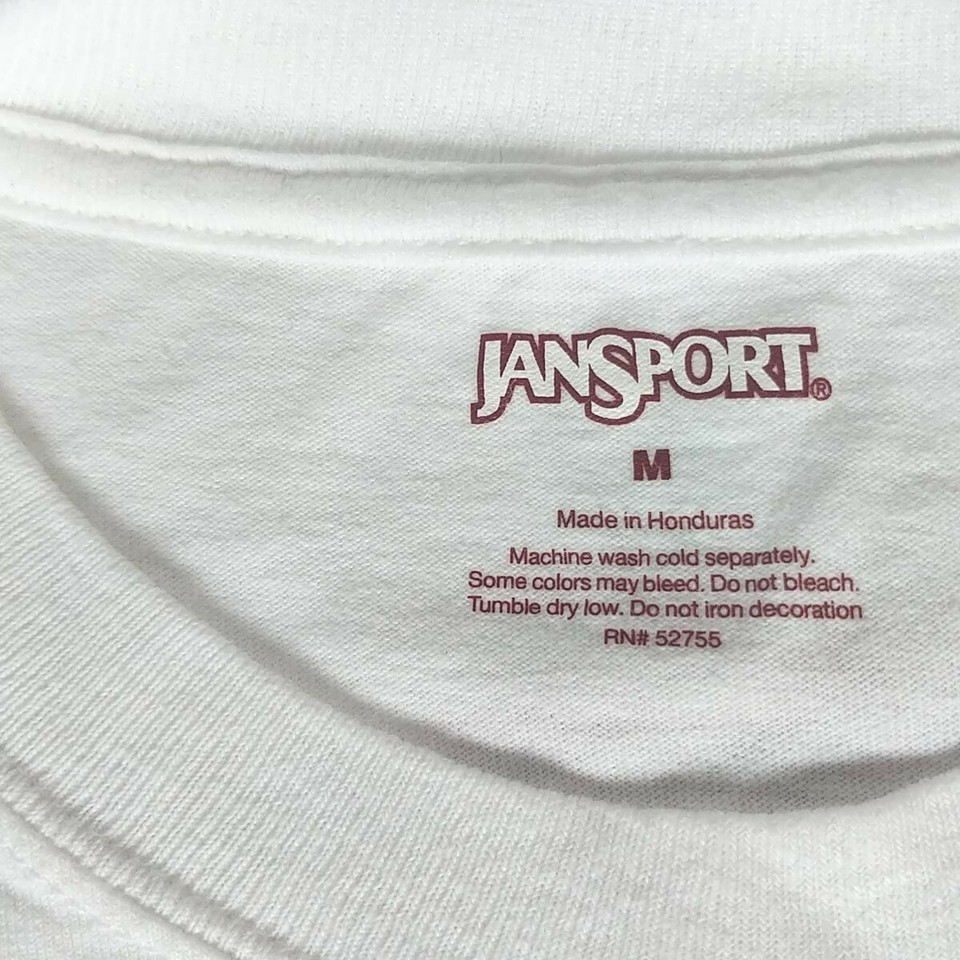 JANSPORT®
M
Made in Honduras
Machine wash cold separately.
Some colors may bleed. Do not bleach.
Tumble dry low. Do not iron decoration
RN# 52755